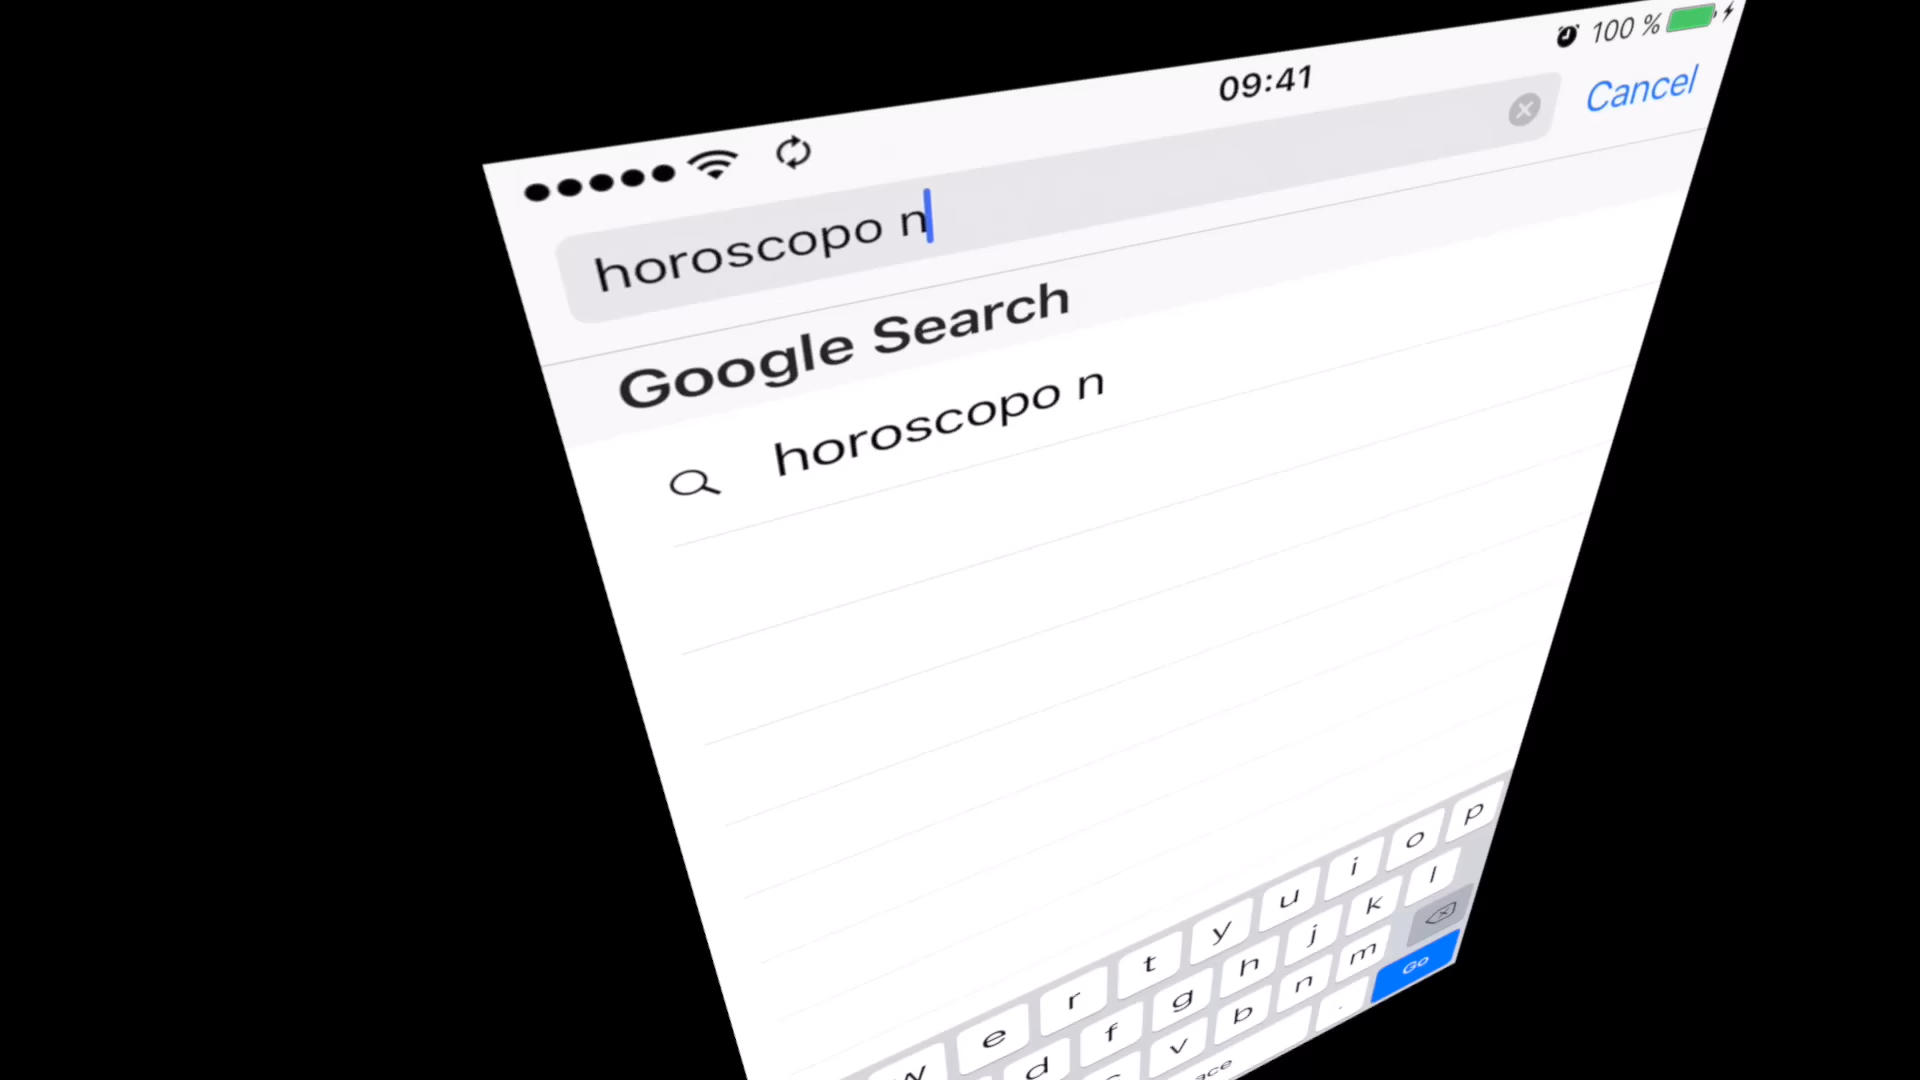 09:41
100 %
horoscopo n
Cancel
Google Search
horoscopo n
w e r t y u i o p
d f g h j k l
v b n m
. Go